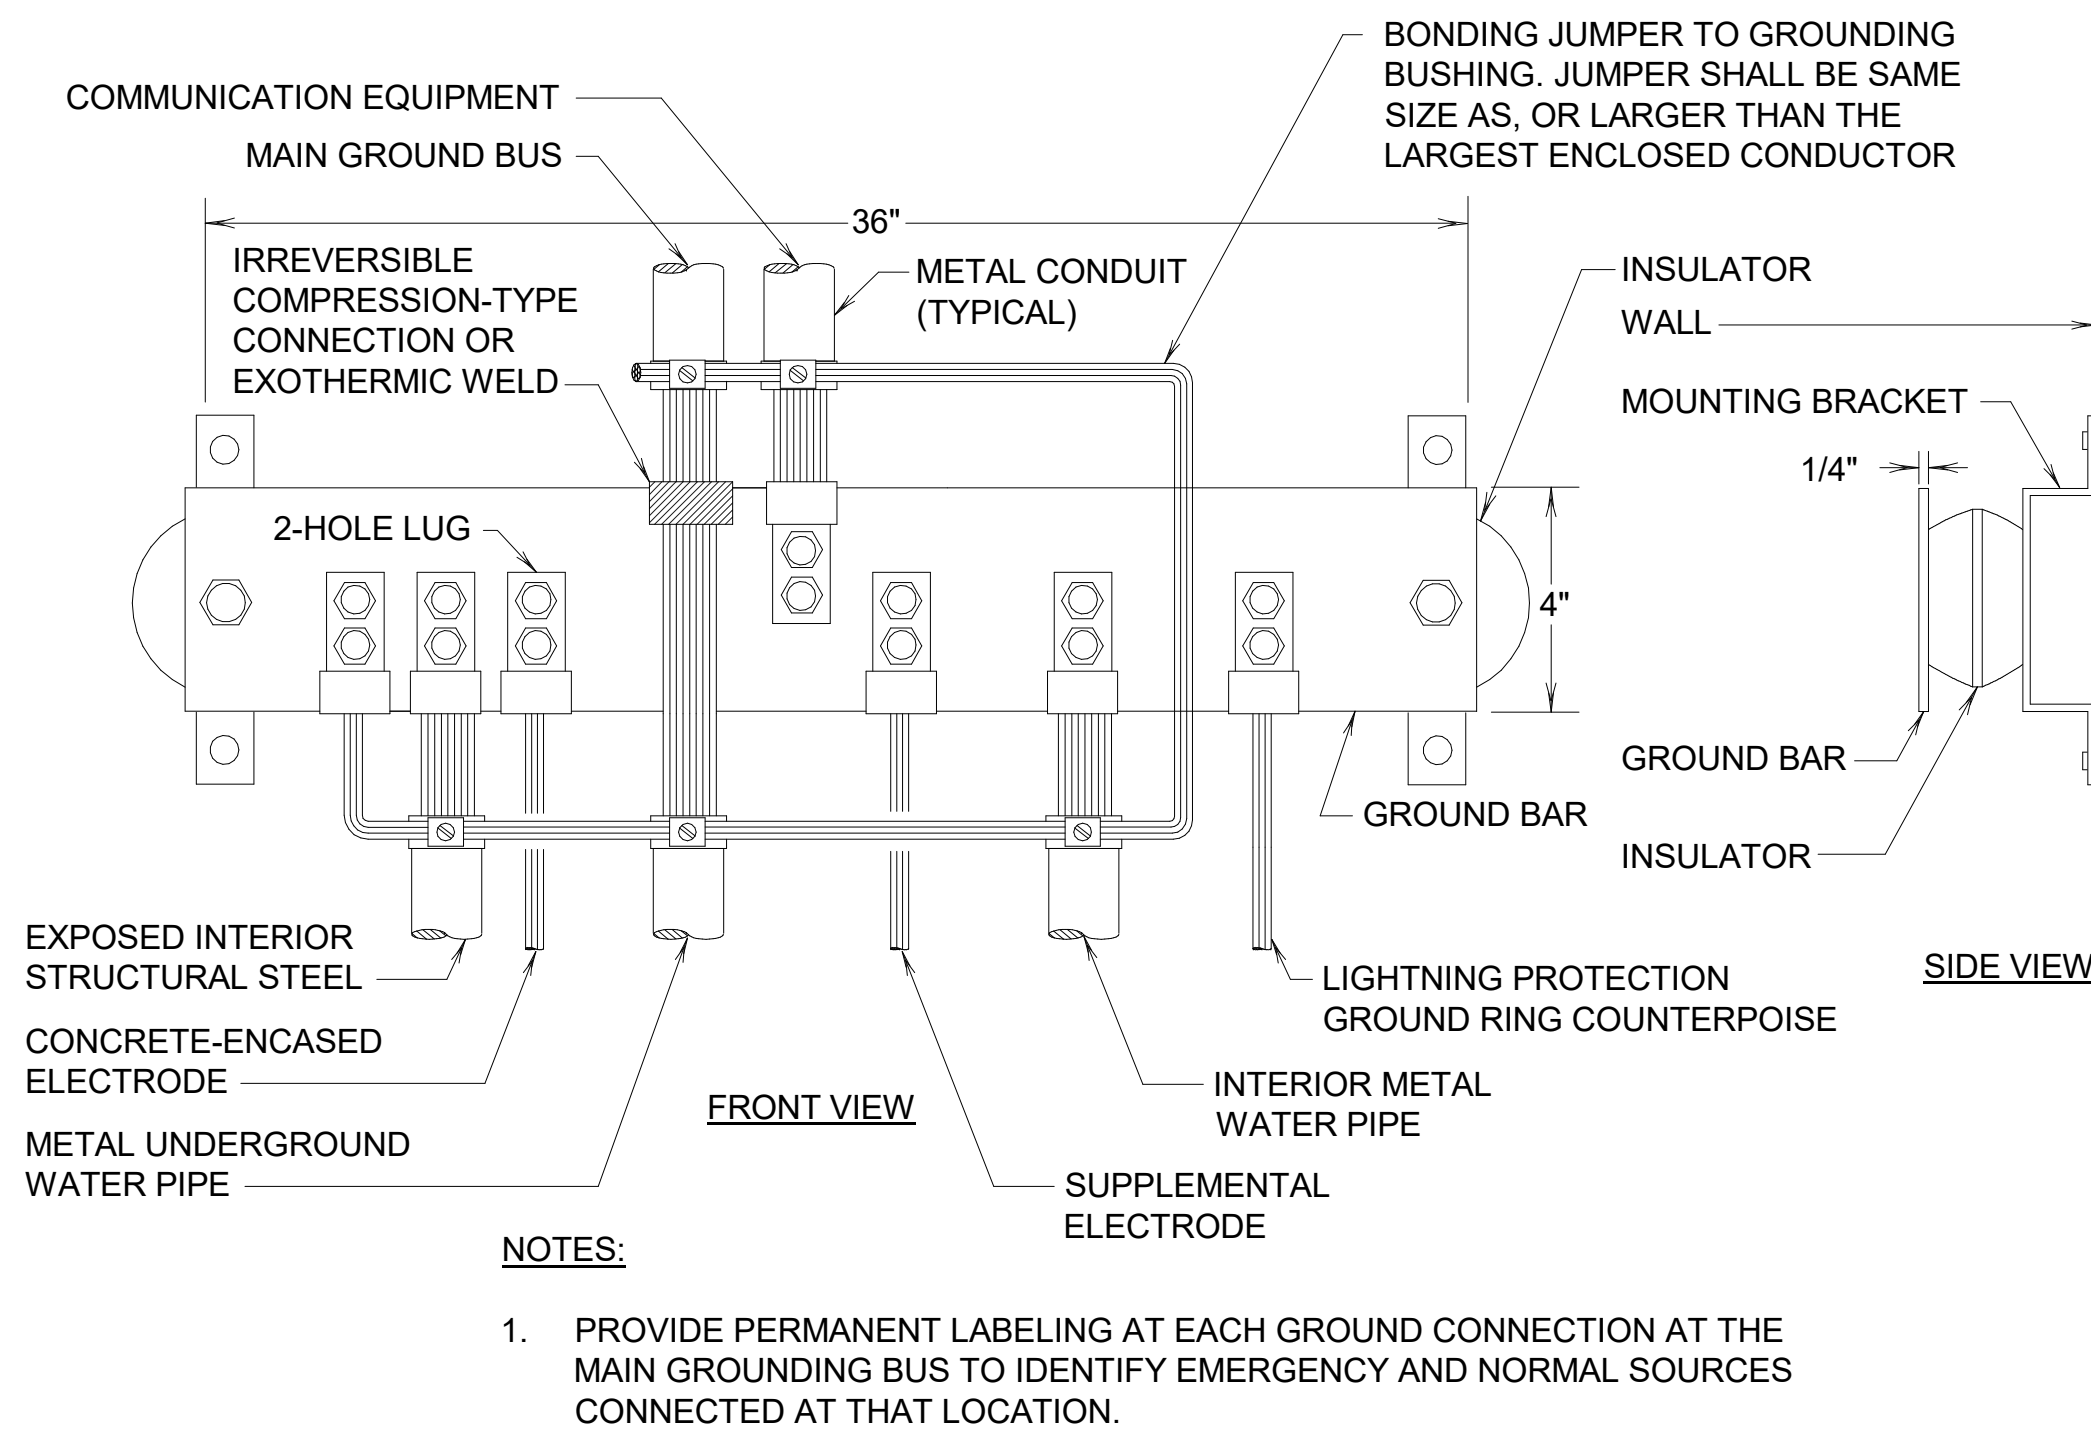 BONDING JUMPER TO GROUNDING
BUSHING. JUMPER SHALL BE SAME
SIZE AS, OR LARGER THAN THE
LARGEST ENCLOSED CONDUCTOR
COMMUNICATION EQUIPMENT
MAIN GROUND BUS
36"
IRREVERSIBLE
COMPRESSION-TYPE
CONNECTION OR
EXOTHERMIC WELD
METAL CONDUIT
(TYPICAL)
INSULATOR
WALL
MOUNTING BRACKET
1/4"
2-HOLE LUG
4"
GROUND BAR
GROUND BAR
INSULATOR
EXPOSED INTERIOR
STRUCTURAL STEEL
LIGHTNING PROTECTION
GROUND RING COUNTERPOISE
SIDE VIEW
CONCRETE-ENCASED
ELECTRODE
INTERIOR METAL
WATER PIPE
FRONT VIEW
METAL UNDERGROUND
WATER PIPE
SUPPLEMENTAL
ELECTRODE
NOTES:
1. PROVIDE PERMANENT LABELING AT EACH GROUND CONNECTION AT THE
MAIN GROUNDING BUS TO IDENTIFY EMERGENCY AND NORMAL SOURCES
CONNECTED AT THAT LOCATION.